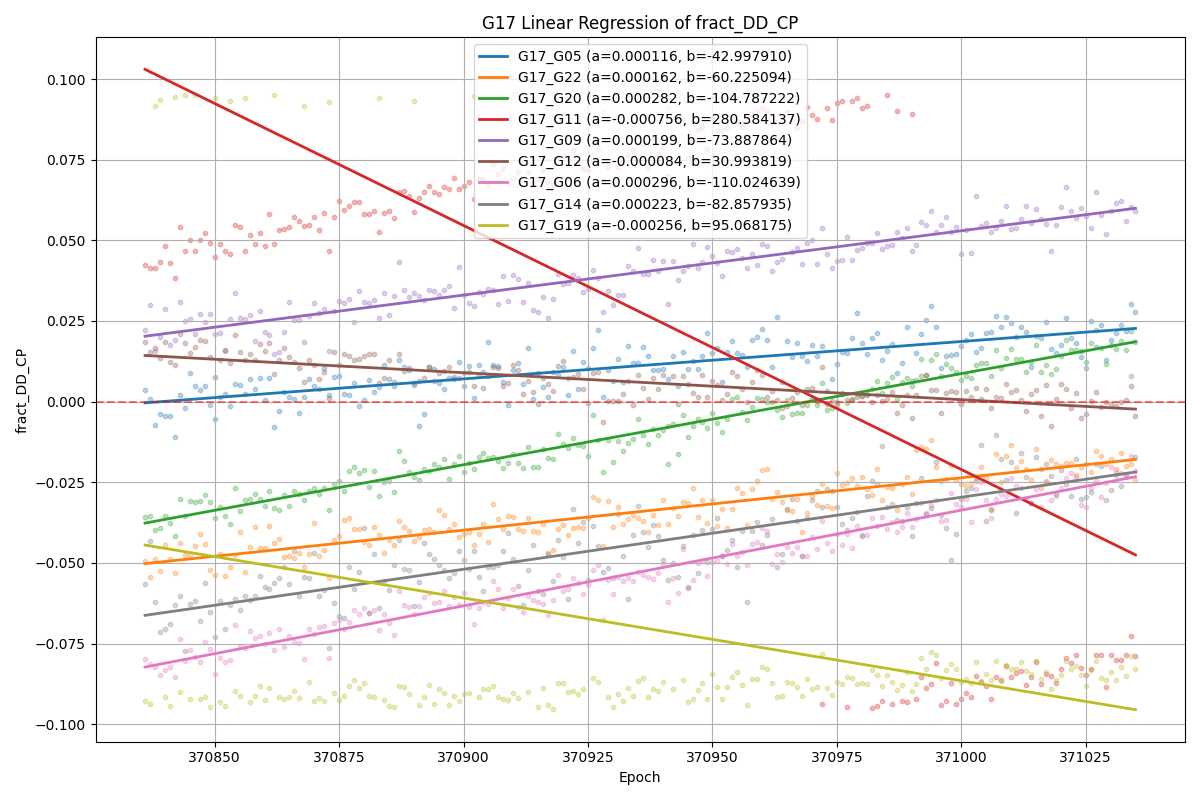 G17 Linear Regression of fract_DD_CP
G17_G05 (a=0.000116, b=-42.997910)
G17_G22 (a=0.000162, b=-60.225094)
G17_G20 (a=0.000282, b=-104.787222)
G17_G11 (a=-0.000756, b=280.584137)
G17_G09 (a=0.000199, b=-73.887864)
G17_G12 (a=-0.000084, b=30.993819)
G17_G06 (a=0.000296, b=-110.024639)
G17_G14 (a=0.000223, b=-82.857935)
G17_G19 (a=-0.000256, b=95.068175)
fract_DD_CP
0.100
0.075
0.050
0.025
0.000
−0.025
−0.050
−0.075
−0.100
370850 370875 370900 370925 370950 370975 371000 371025
Epoch